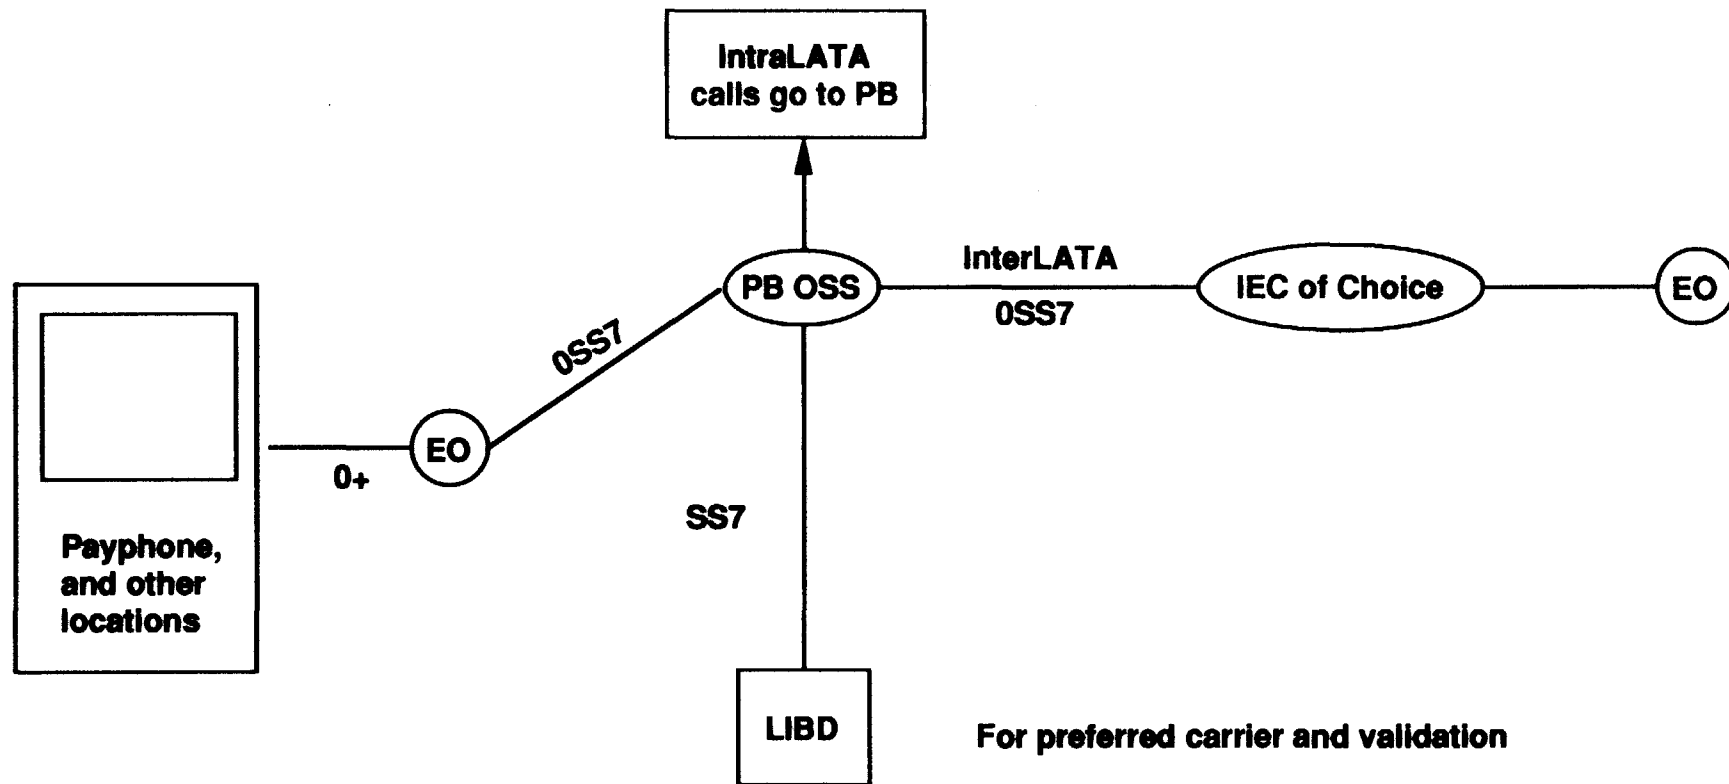 IntraLATA
calls go to PB
InterLATA
PB OSS
IEC of Choice
EO
0SS7
0SS7
EO
0+
SS7
Payphone,
and other
locations
LIBD
For preferred carrier and validation